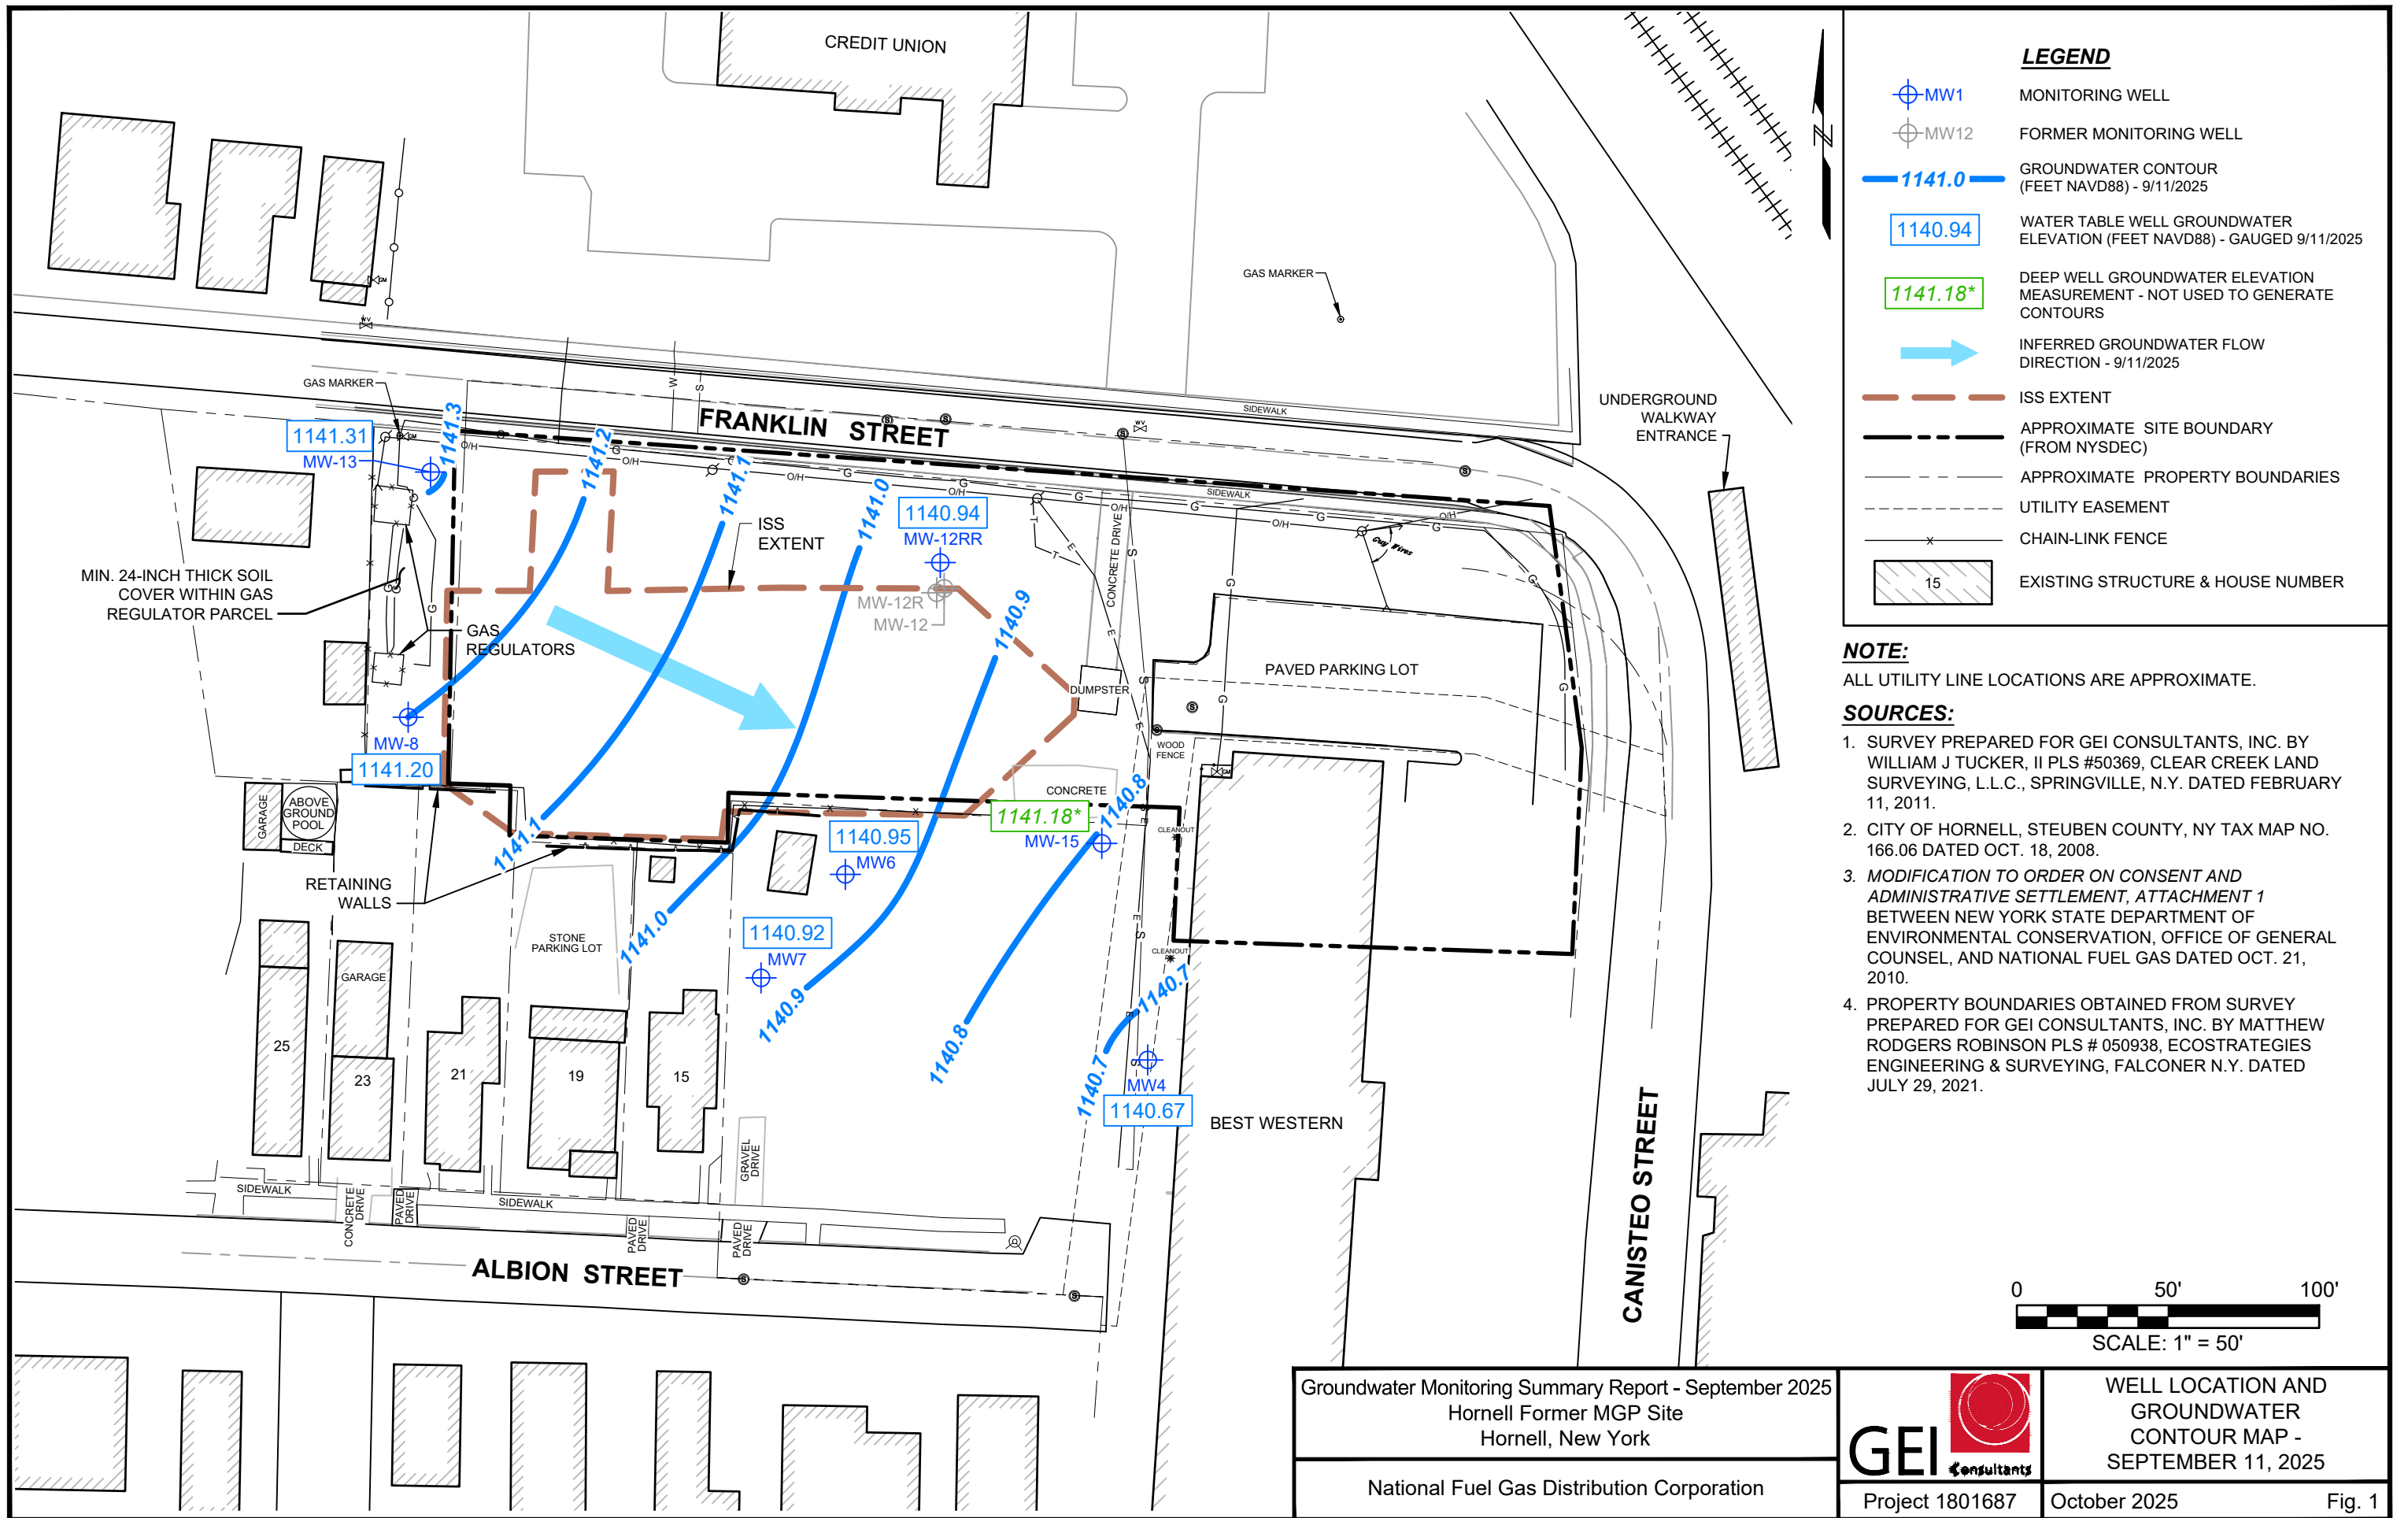 CREDIT UNION
GAS MARKER
GAS MARKER
SIDEWALK
FRANKLIN STREET
SIDEWALK
UNDERGROUND
WALKWAY
ENTRANCE
W
S
WV
WV
GM
GM
GM
O/H
O/H
O/H
O/H
O/H
O/H
O/H
G
G
G
G
G
G
G
1141.31
MW-13
1141.3
1141.2
1141.1
1141.0
1140.94
MW-12RR
MW-12R
MW-12
1140.9
ISS
EXTENT
CONCRETE DRIVE
Guy Wires
MIN. 24-INCH THICK SOIL
COVER WITHIN GAS
REGULATOR PARCEL
GAS
REGULATORS
PAVED PARKING LOT
DUMPSTER
WOOD
FENCE
MW-8
1141.20
GARAGE
ABOVE
GROUND
POOL
DECK
CONCRETE
1141.18*
MW-15
1140.8
CLEANOUT
1140.95
MW6
1141.1
RETAINING
WALLS
1141.0
STONE
PARKING LOT
1140.92
MW7
1140.9
1140.8
CLEANOUT
1140.7
1140.7
MW4
1140.67
GARAGE
25
23
21
19
15
BEST WESTERN
GRAVEL
DRIVE
SIDEWALK
CONCRETE
DRIVE
PAVED
DRIVE
SIDEWALK
PAVED
DRIVE
PAVED
DRIVE
ALBION STREET
CANISTEO STREET
N
LEGEND
MW1
MONITORING WELL
MW12
FORMER MONITORING WELL
1141.0
GROUNDWATER CONTOUR
(FEET NAVD88) - 9/11/2025
1140.94
WATER TABLE WELL GROUNDWATER
ELEVATION (FEET NAVD88) - GAUGED 9/11/2025
1141.18*
DEEP WELL GROUNDWATER ELEVATION
MEASUREMENT - NOT USED TO GENERATE
CONTOURS
INFERRED GROUNDWATER FLOW
DIRECTION - 9/11/2025
ISS EXTENT
APPROXIMATE SITE BOUNDARY
(FROM NYSDEC)
APPROXIMATE PROPERTY BOUNDARIES
UTILITY EASEMENT
x
CHAIN-LINK FENCE
15
EXISTING STRUCTURE & HOUSE NUMBER
NOTE:
ALL UTILITY LINE LOCATIONS ARE APPROXIMATE.
SOURCES:
1. SURVEY PREPARED FOR GEI CONSULTANTS, INC. BY
WILLIAM J TUCKER, II PLS #50369, CLEAR CREEK LAND
SURVEYING, L.L.C., SPRINGVILLE, N.Y. DATED FEBRUARY
11, 2011.
2. CITY OF HORNELL, STEUBEN COUNTY, NY TAX MAP NO.
166.06 DATED OCT. 18, 2008.
3. MODIFICATION TO ORDER ON CONSENT AND
ADMINISTRATIVE SETTLEMENT, ATTACHMENT 1
BETWEEN NEW YORK STATE DEPARTMENT OF
ENVIRONMENTAL CONSERVATION, OFFICE OF GENERAL
COUNSEL, AND NATIONAL FUEL GAS DATED OCT. 21,
2010.
4. PROPERTY BOUNDARIES OBTAINED FROM SURVEY
PREPARED FOR GEI CONSULTANTS, INC. BY MATTHEW
RODGERS ROBINSON PLS # 050938, ECOSTRATEGIES
ENGINEERING & SURVEYING, FALCONER N.Y. DATED
JULY 29, 2021.
0 50' 100'
SCALE: 1" = 50'
Groundwater Monitoring Summary Report - September 2025
Hornell Former MGP Site
Hornell, New York
National Fuel Gas Distribution Corporation
GEI Consultants
Project 1801687
WELL LOCATION AND
GROUNDWATER
CONTOUR MAP -
SEPTEMBER 11, 2025
October 2025 Fig. 1